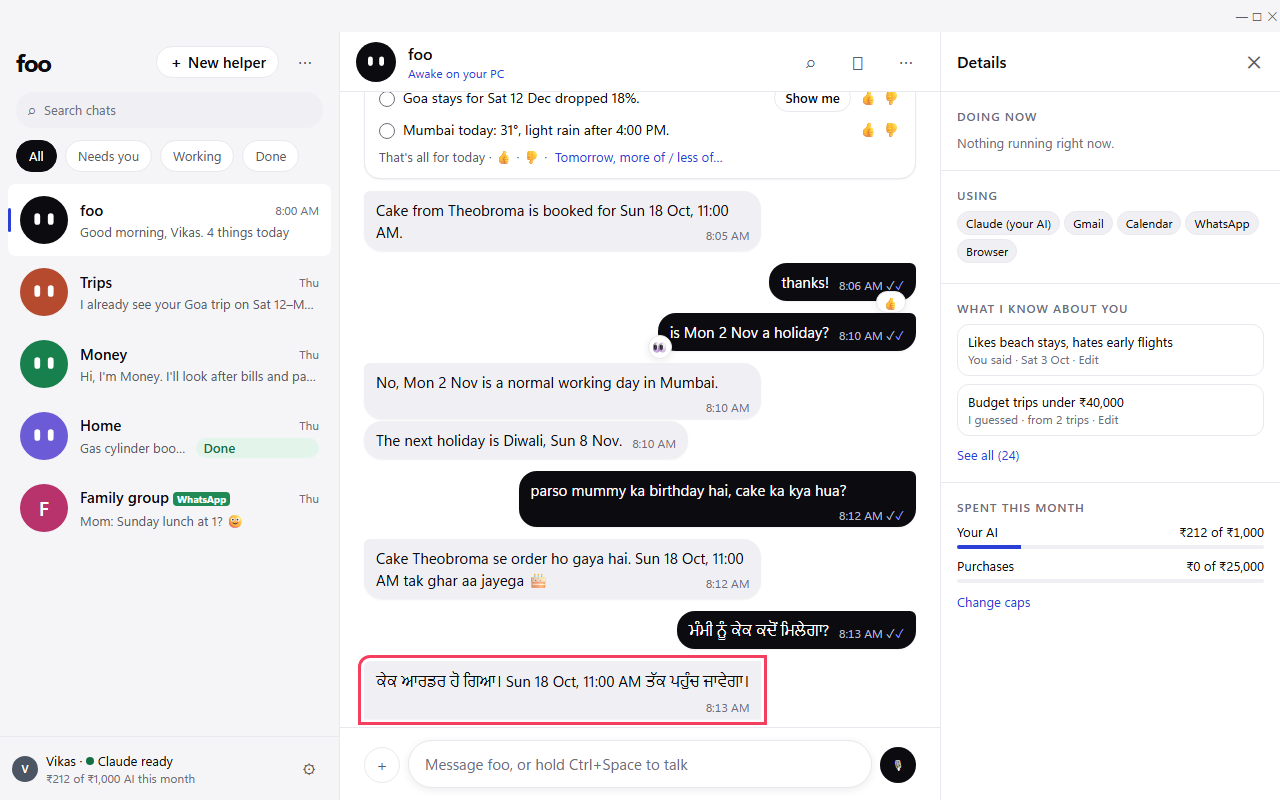 foo
+ New helper
Search chats
All
Needs you
Working
Done
foo
8:00 AM
Good morning, Vikas. 4 things today
Trips
Thu
I already see your Goa trip on Sat 12–M...
Money
Thu
Hi, I'm Money. I'll look after bills and pa...
Home
Thu
Gas cylinder boo...
Done
F
Family group WhatsApp
Thu
Mom: Sunday lunch at 1? 😜
V
Vikas · Claude ready
₹212 of ₹1,000 AI this month
foo
Awake on your PC
Goa stays for Sat 12 Dec dropped 18%.
Show me
Mumbai today: 31°, light rain after 4:00 PM.
That's all for today · 👍 · 👎 · Tomorrow, more of / less of...
Cake from Theobroma is booked for Sun 18 Oct, 11:00
AM.
8:05 AM
thanks! 8:06 AM ✓✓
is Mon 2 Nov a holiday? 8:10 AM ✓✓
No, Mon 2 Nov is a normal working day in Mumbai.
8:10 AM
The next holiday is Diwali, Sun 8 Nov. 8:10 AM
parso mummy ka birthday hai, cake ka kya hua?
8:12 AM ✓✓
Cake Theobroma se order ho gaya hai. Sun 18 Oct, 11:00
AM tak ghar aa jayega 🎂
8:12 AM
ਮੰਮੀ ਨੂੰ ਕੇਕ ਕਦੋਂ ਮਿਲੇਗਾ? 8:13 AM ✓✓
ਕੇਕ ਆਰਡਰ ਹੋ ਗਿਆ। Sun 18 Oct, 11:00 AM ਤੱਕ ਪਹੁੰਚ ਜਾਵੇਗਾ।
8:13 AM
+
Message foo, or hold Ctrl+Space to talk
Details
DOING NOW
Nothing running right now.
USING
Claude (your AI)
Gmail
Calendar
WhatsApp
Browser
WHAT I KNOW ABOUT YOU
Likes beach stays, hates early flights
You said · Sat 3 Oct · Edit
Budget trips under ₹40,000
I guessed · from 2 trips · Edit
See all (24)
SPENT THIS MONTH
Your AI
₹212 of ₹1,000
Purchases
₹0 of ₹25,000
Change caps